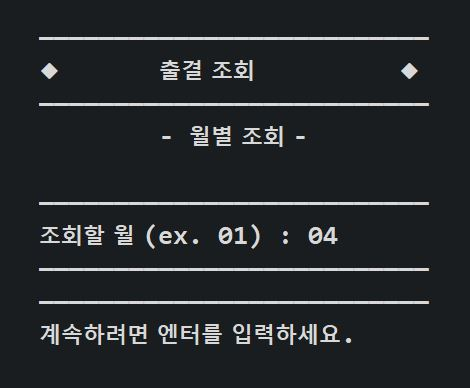 ◆ 출결 조회 ◆
- 월별 조회 -
조회할 월 (ex. 01) : 04
계속하려면 엔터를 입력하세요.